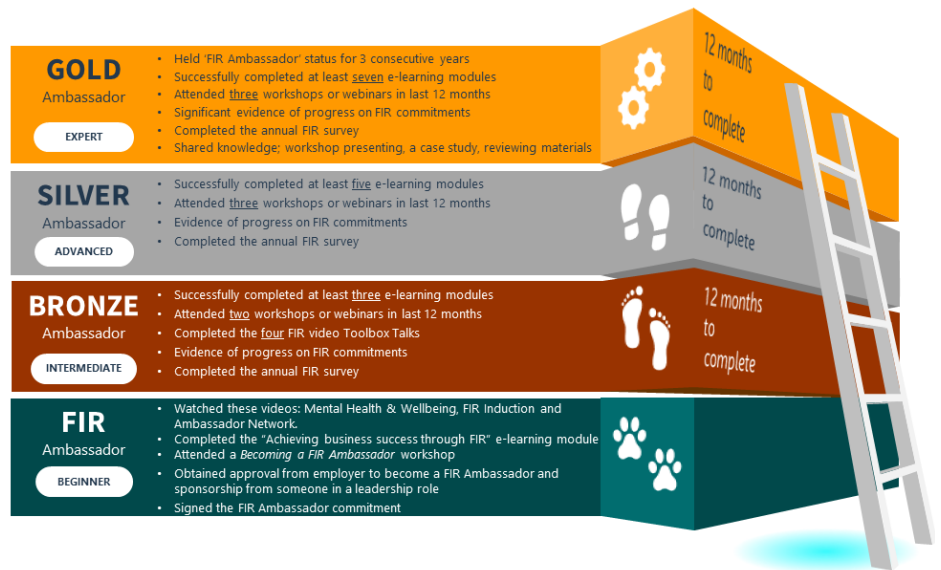 GOLD
Ambassador
EXPERT
• Held ‘FIR Ambassador’ status for 3 consecutive years
• Successfully completed at least seven e-learning modules
• Attended three workshops or webinars in last 12 months
• Significant evidence of progress on FIR commitments
• Completed the annual FIR survey
• Shared knowledge; workshop presenting, a case study, reviewing materials
12 months
to
complete
SILVER
Ambassador
ADVANCED
• Successfully completed at least five e-learning modules
• Attended three workshops or webinars in last 12 months
• Evidence of progress on FIR commitments
• Completed the annual FIR survey
12 months
to
complete
BRONZE
Ambassador
INTERMEDIATE
• Successfully completed at least three e-learning modules
• Attended two workshops or webinars in last 12 months
• Completed the four FIR video Toolbox Talks
• Evidence of progress on FIR commitments
• Completed the annual FIR survey
12 months
to
complete
FIR
Ambassador
BEGINNER
• Watched these videos: Mental Health & Wellbeing, FIR Induction and
Ambassador Network.
• Completed the “Achieving business success through FIR” e-learning module
• Attended a Becoming a FIR Ambassador workshop
• Obtained approval from employer to become a FIR Ambassador and
sponsorship from someone in a leadership role
• Signed the FIR Ambassador commitment